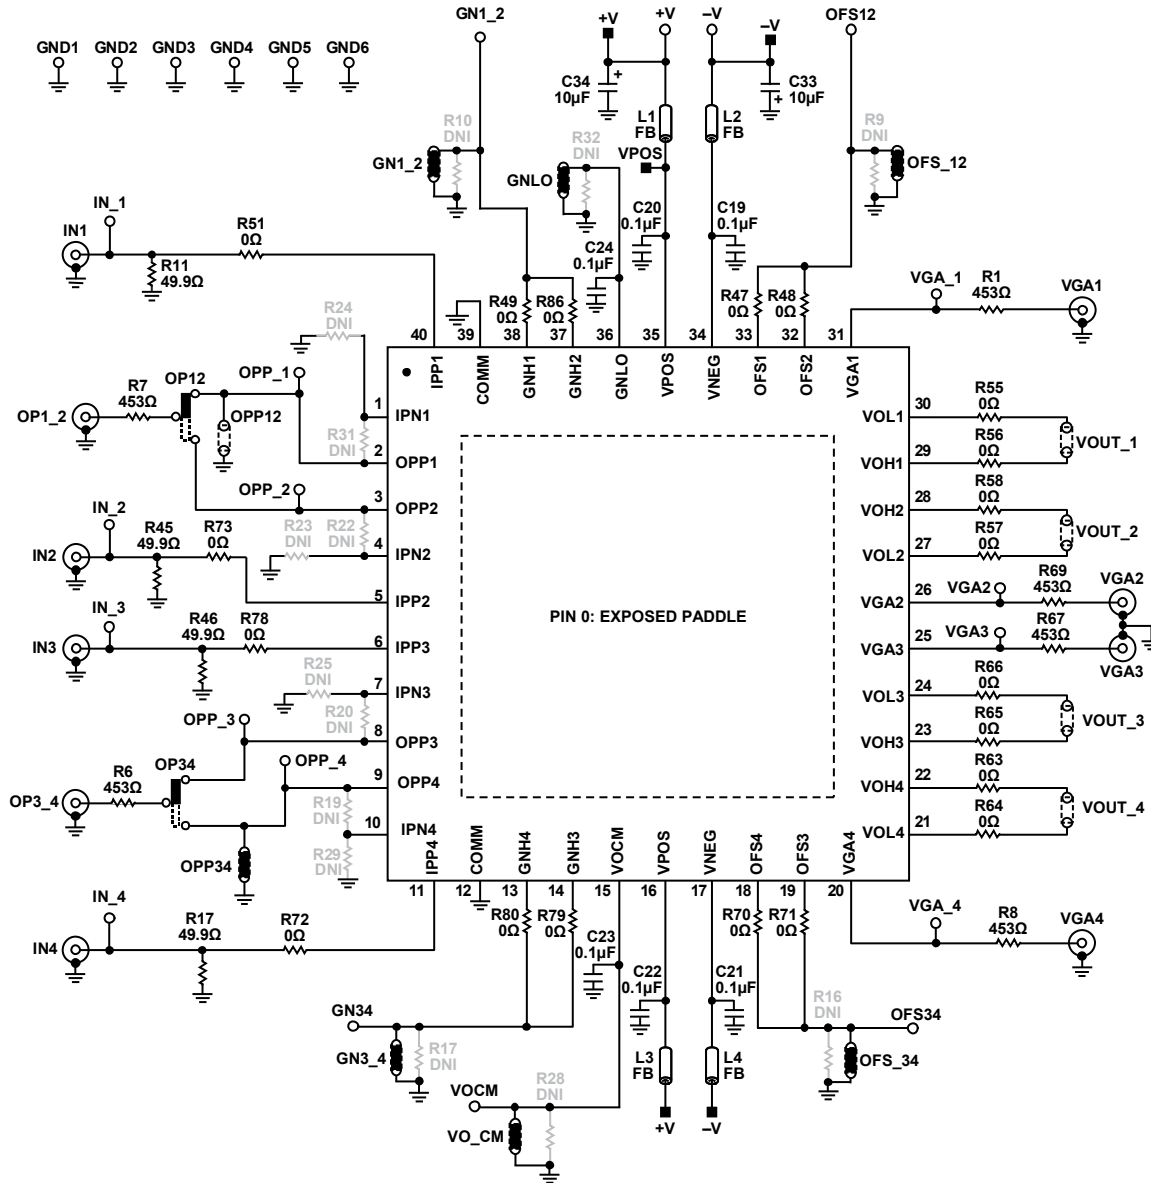 GN1_2
+V
+V
–V
–V
OFS12
GND1
GND2
GND3
GND4
GND5
GND6
C34
10µF
+
C33
10µF
+
L1
FB
L2
FB
R10
DNI
GN1_2
R32
DNI
GNLO
VPOS
R9
DNI
OFS_12
C20
0.1µF
C19
0.1µF
C24
0.1µF
IN_1
IN1
R51
0Ω
R11
49.9Ω
R49
0Ω
R86
0Ω
R47
0Ω
R48
0Ω
VGA_1
R1
453Ω
VGA1
R24
DNI
40
39
38
37
36
35
34
33
32
31
IPP1
COMM
GNH1
GNH2
GNLO
VPOS
VNEG
OFS1
OFS2
VGA1
OP1_2
R7
453Ω
OP12
OPP_1
OPP12
R31
DNI
1
IPN1
2
OPP1
OPP_2
3
OPP2
IN_2
IN2
R45
49.9Ω
R73
0Ω
R23
DNI
R22
DNI
4
IPN2
5
IPP2
IN_3
IN3
R46
49.9Ω
R78
0Ω
6
IPP3
R25
DNI
7
IPN3
R20
DNI
OPP_3
8
OPP3
OPP_4
9
OPP4
OP3_4
R6
453Ω
OP34
R19
DNI
10
IPN4
R29
DNI
OPP34
PIN 0: EXPOSED PADDLE
VOL1
30
R55
0Ω
VOH1
29
R56
0Ω
VOUT_1
VOH2
28
R58
0Ω
VOL2
27
R57
0Ω
VOUT_2
VGA2
26
VGA2
R69
453Ω
VGA2
VGA3
25
VGA3
R67
453Ω
VGA3
VOL3
24
R66
0Ω
VOH3
23
R65
0Ω
VOUT_3
VOH4
22
R63
0Ω
VOL4
21
R64
0Ω
VOUT_4
IPP4
COMM
GNH4
GNH3
VOCM
VPOS
VNEG
OFS4
OFS3
VGA4
11
12
13
14
15
16
17
18
19
20
IN_4
IN4
R17
49.9Ω
R72
0Ω
R80
0Ω
R79
0Ω
C23
0.1µF
C22
0.1µF
C21
0.1µF
R70
0Ω
R71
0Ω
VGA_4
R8
453Ω
VGA4
GN34
GN3_4
R17
DNI
R16
DNI
OFS34
OFS_34
L3
FB
L4
FB
VOCM
VO_CM
R28
DNI
+V
–V